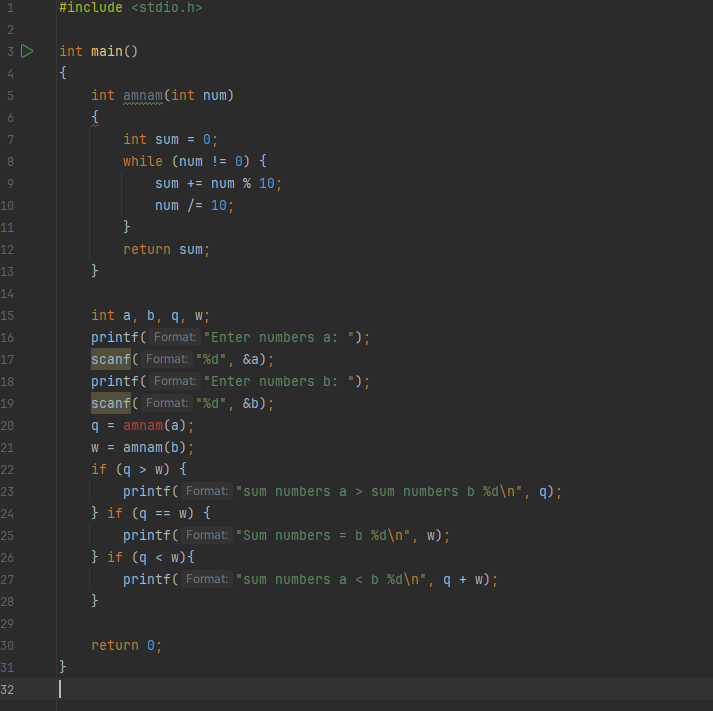 1 #include <stdio.h>
2
3 int main()
4 {
5 int amnam(int num)
6 {
7 int sum = 0;
8 while (num != 0) {
9 sum += num % 10;
10 num /= 10;
11 }
12 return sum;
13 }
14
15 int a, b, q, w;
16 printf( Format: "Enter numbers a: ");
17 scanf( Format: "%d", &a);
18 printf( Format: "Enter numbers b: ");
19 scanf( Format: "%d", &b);
20 q = amnam(a);
21 w = amnam(b);
22 if (q > w) {
23 printf( Format: "sum numbers a > sum numbers b %d\n", q);
24 } if (q == w) {
25 printf( Format: "Sum numbers = b %d\n", w);
26 } if (q < w){
27 printf( Format: "sum numbers a < b %d\n", q + w);
28 }
29
30 return 0;
31 }
32